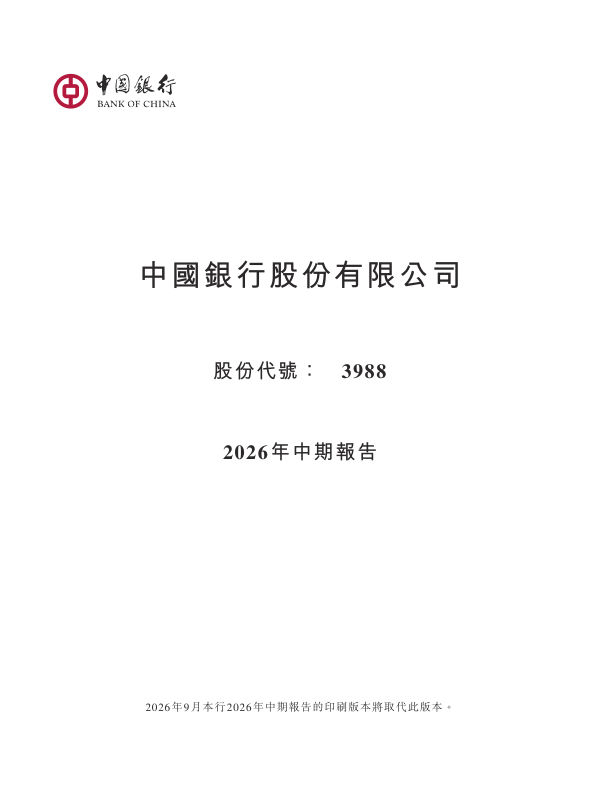 中國銀行
BANK OF CHINA
中國銀行股份有限公司
股份代號： 3988
2026年中期報告
2026年9月本行2026年中期報告的印刷版本將取代此版本。